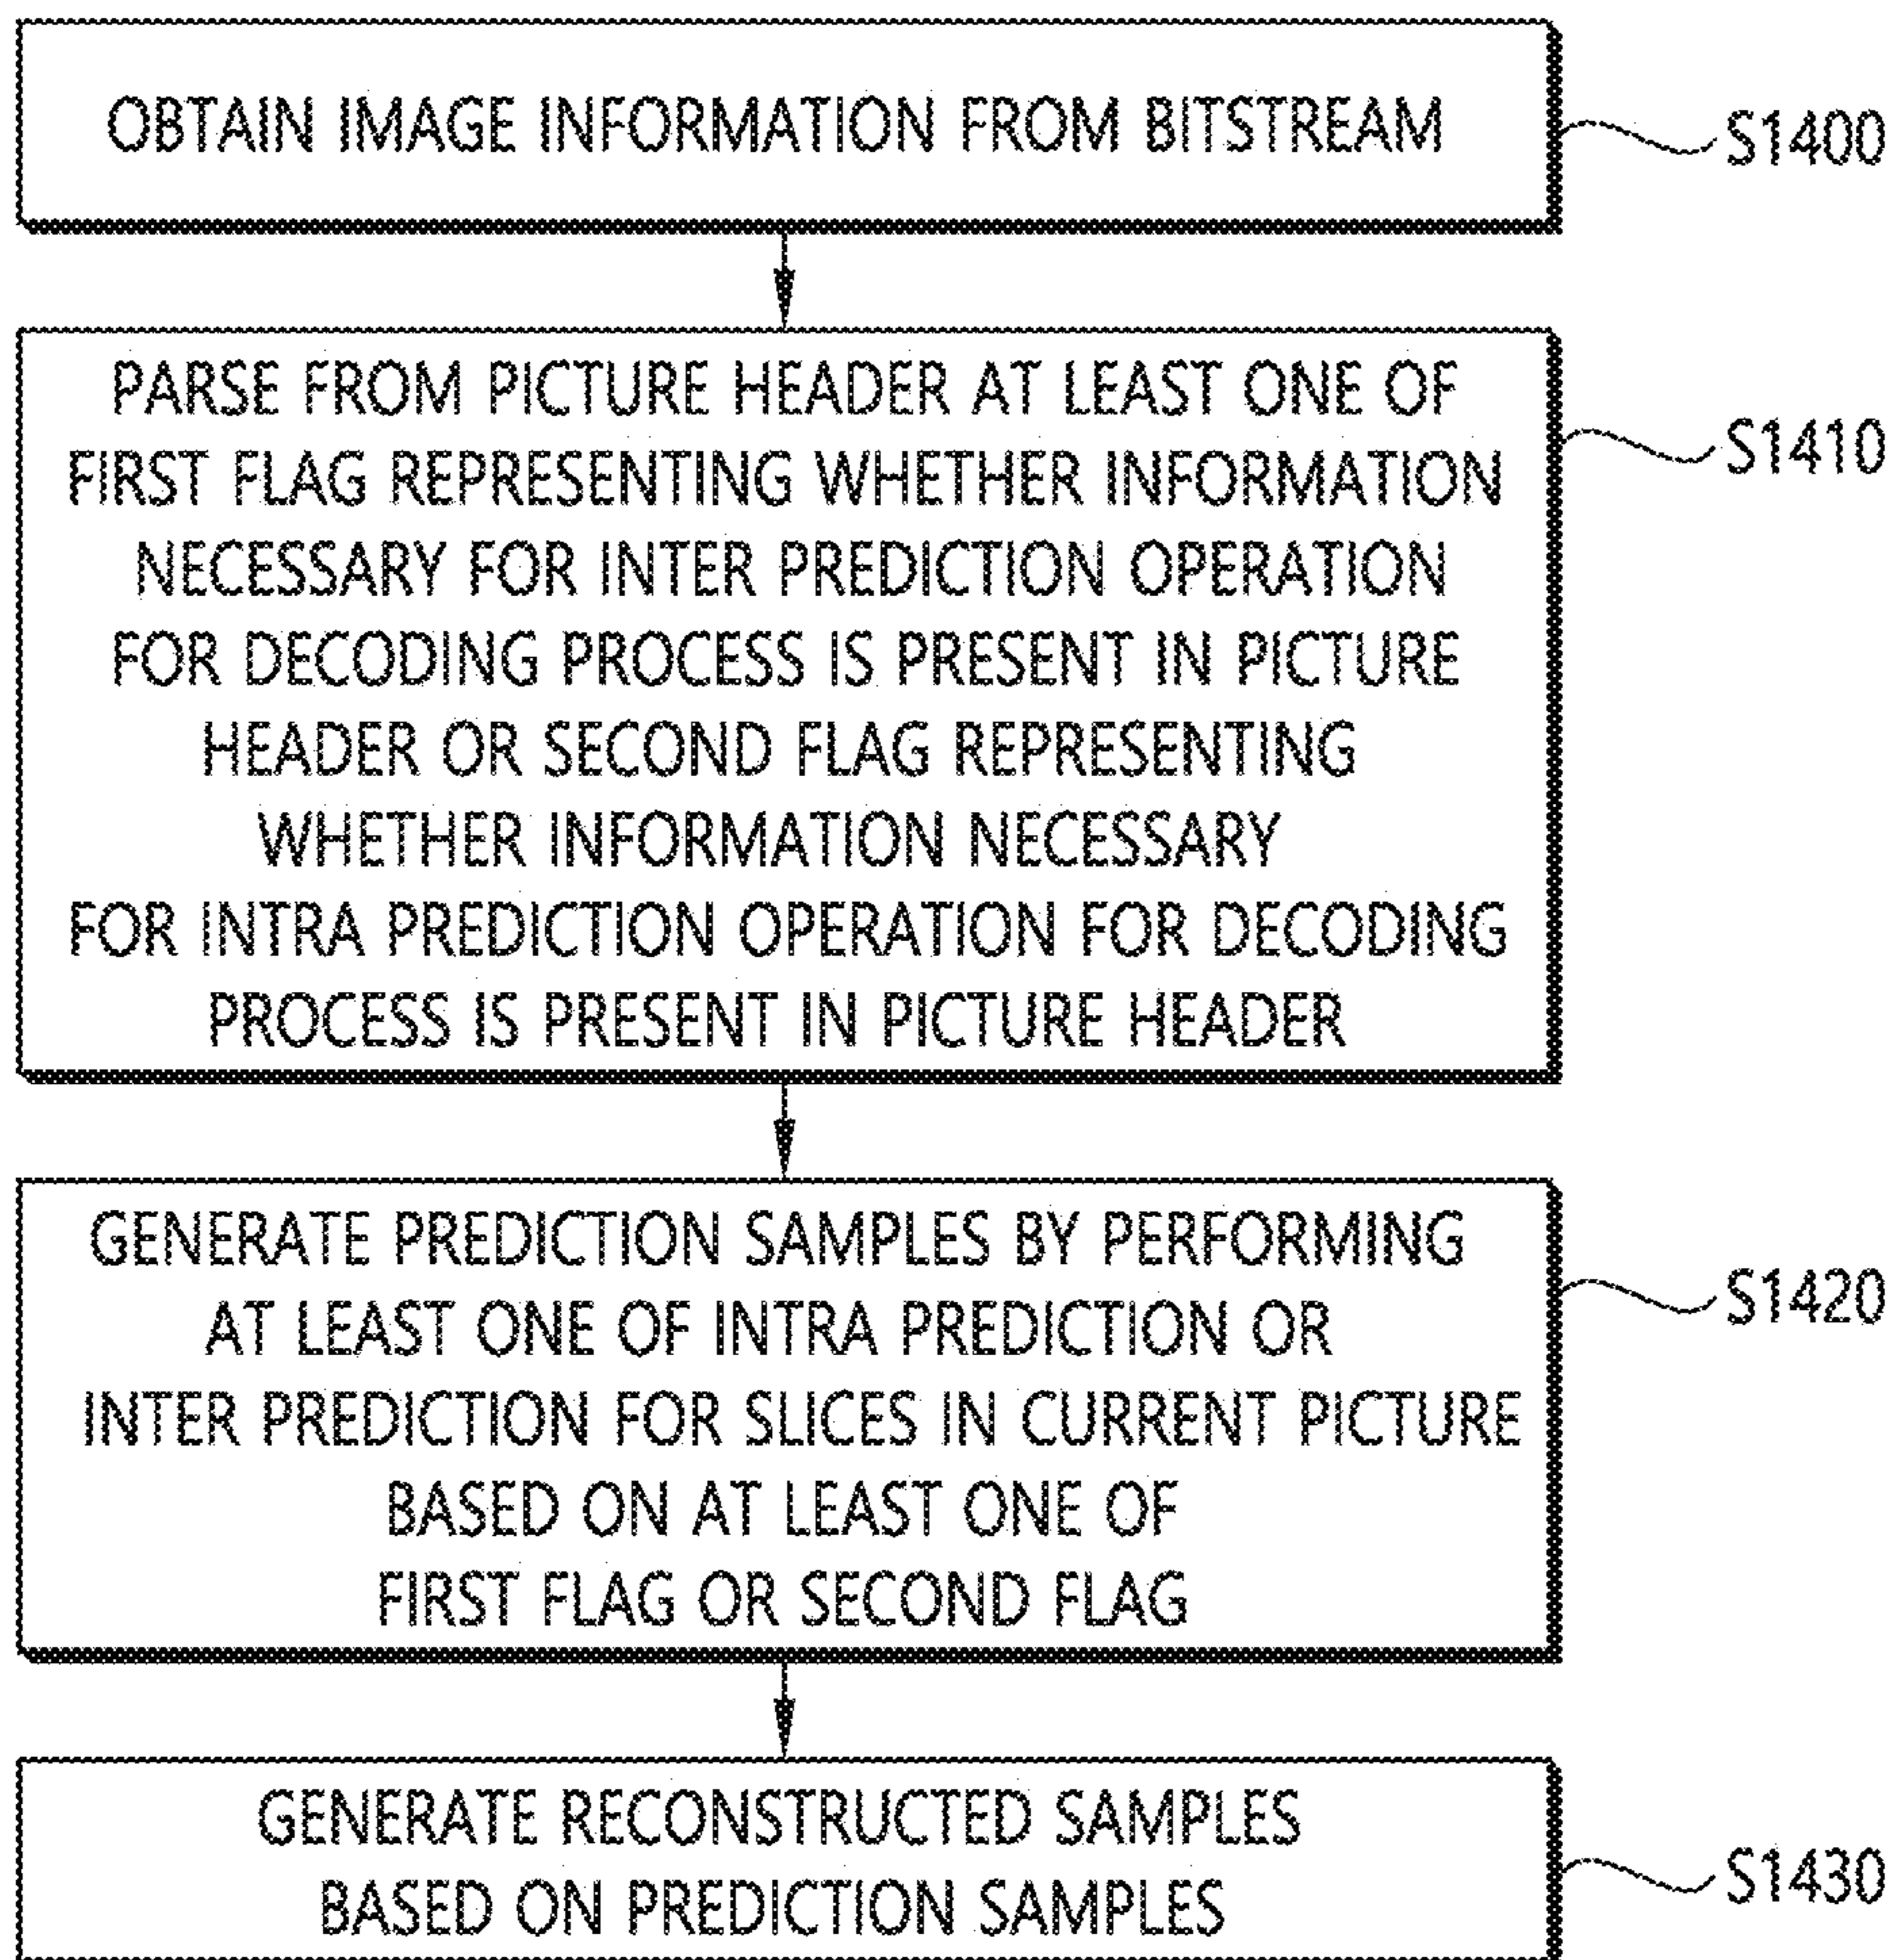 OBTAIN IMAGE INFORMATION FROM BITSTREAM
S1400
PARSE FROM PICTURE HEADER AT LEAST ONE OF
FIRST FLAG REPRESENTING WHETHER INFORMATION
NECESSARY FOR INTER PREDICTION OPERATION
FOR DECODING PROCESS IS PRESENT IN PICTURE
HEADER OR SECOND FLAG REPRESENTING
WHETHER INFORMATION NECESSARY
FOR INTRA PREDICTION OPERATION FOR DECODING
PROCESS IS PRESENT IN PICTURE HEADER
S1410
GENERATE PREDICTION SAMPLES BY PERFORMING
AT LEAST ONE OF INTRA PREDICTION OR
INTER PREDICTION FOR SLICES IN CURRENT PICTURE
BASED ON AT LEAST ONE OF
FIRST FLAG OR SECOND FLAG
S1420
GENERATE RECONSTRUCTED SAMPLES
BASED ON PREDICTION SAMPLES
S1430